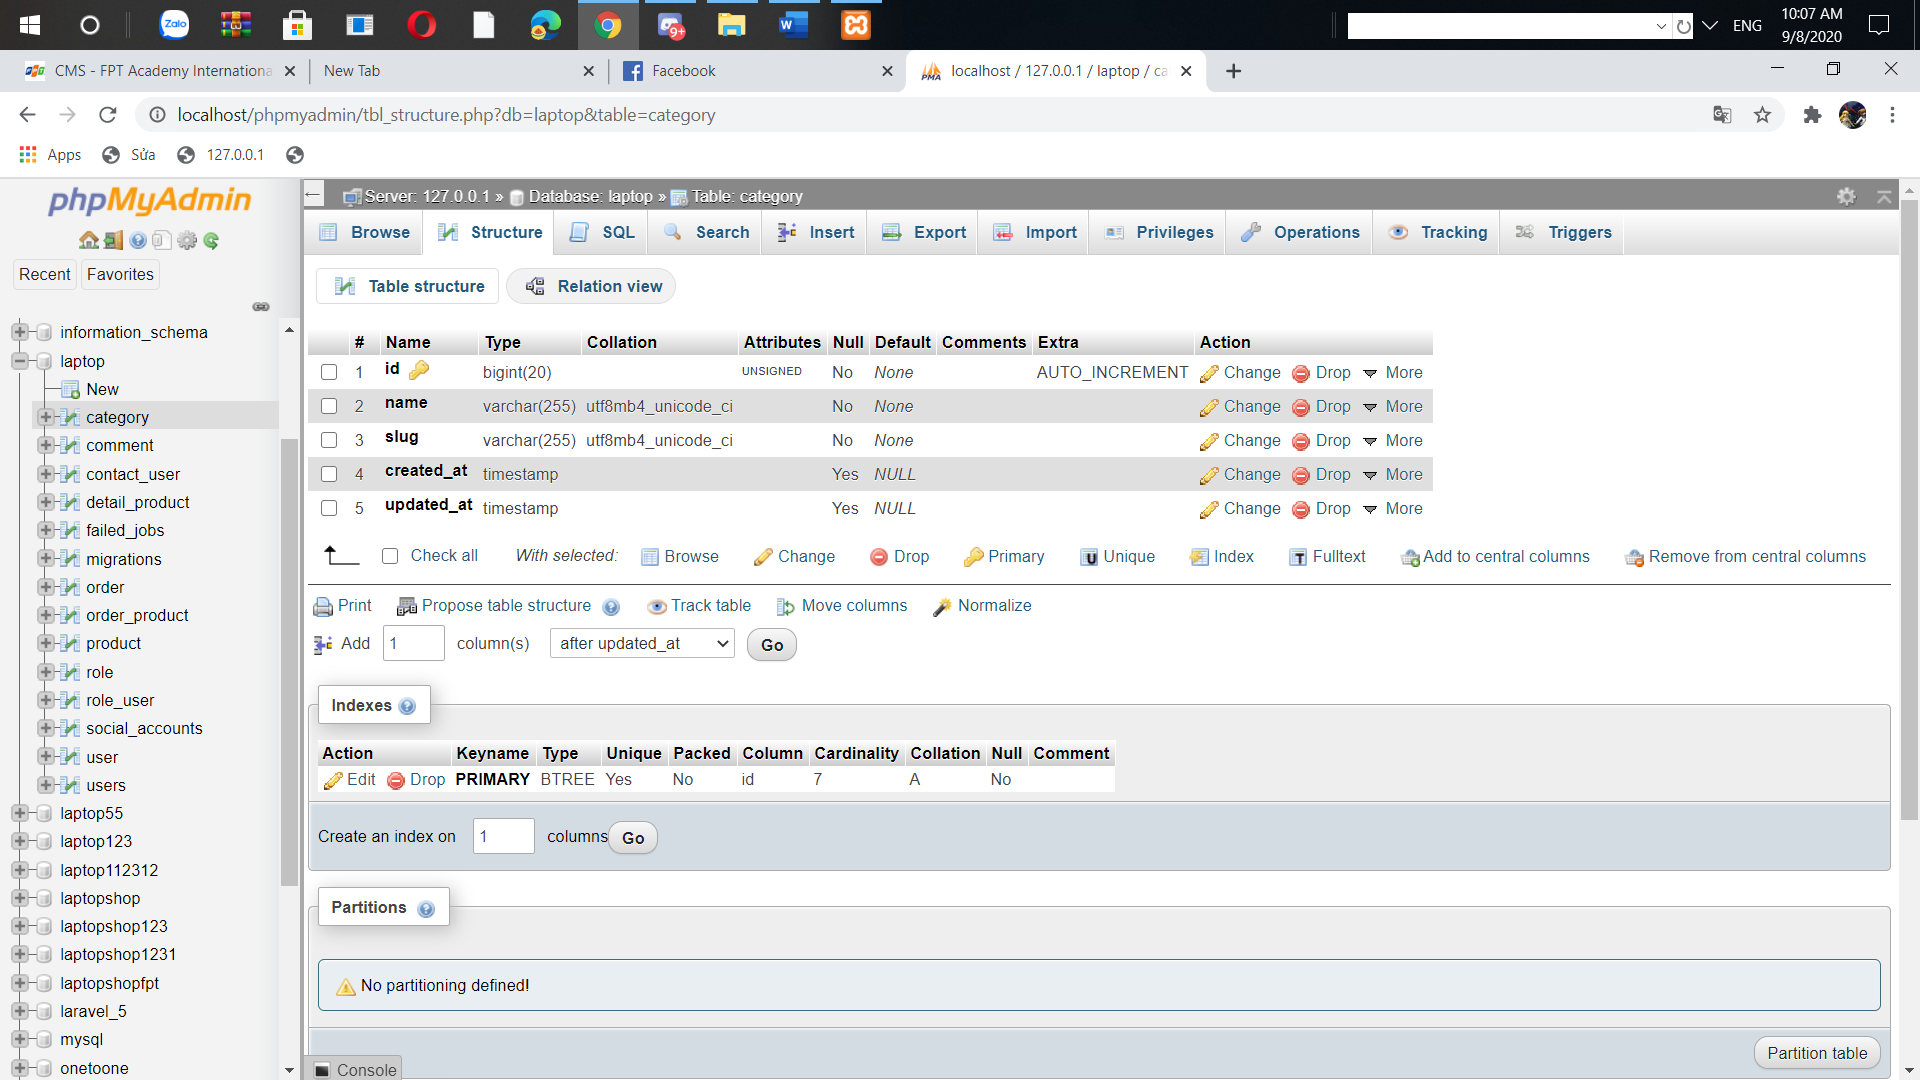 Zalo
9+
W
ENG
10:07 AM
9/8/2020
CMS - FPT Academy Internationa
New Tab
Facebook
PMA
localhost / 127.0.0.1 / laptop / ca
localhost/phpmyadmin/tbl_structure.php?db=laptop&table=category
Apps
Sửa
127.0.0.1
phpMyAdmin
Recent
Favorites
information_schema
laptop
New
category
comment
contact_user
detail_product
failed_jobs
migrations
order
order_product
product
role
role_user
social_accounts
user
users
laptop55
laptop123
laptop112312
laptopshop
laptopshop123
laptopshop1231
laptopshopfpt
laravel_5
mysql
onetoone
Server: 127.0.0.1 » Database: laptop » Table: category
Browse Structure SQL Search Insert Export Import Privileges Operations Tracking Triggers
Table structure Relation view
# Name Type Collation Attributes Null Default Comments Extra Action
1 id bigint(20) UNSIGNED No None AUTO_INCREMENT Change Drop More
2 name varchar(255) utf8mb4_unicode_ci No None Change Drop More
3 slug varchar(255) utf8mb4_unicode_ci No None Change Drop More
4 created_at timestamp Yes NULL Change Drop More
5 updated_at timestamp Yes NULL Change Drop More
Check all With selected: Browse Change Drop Primary Unique Index Fulltext Add to central columns Remove from central columns
Print Propose table structure Track table Move columns Normalize
Add 1 column(s) after updated_at Go
Indexes
Action Keyname Type Unique Packed Column Cardinality Collation Null Comment
Edit Drop PRIMARY BTREE Yes No id 7 A No
Create an index on 1 columns Go
Partitions
No partitioning defined!
Partition table
Console